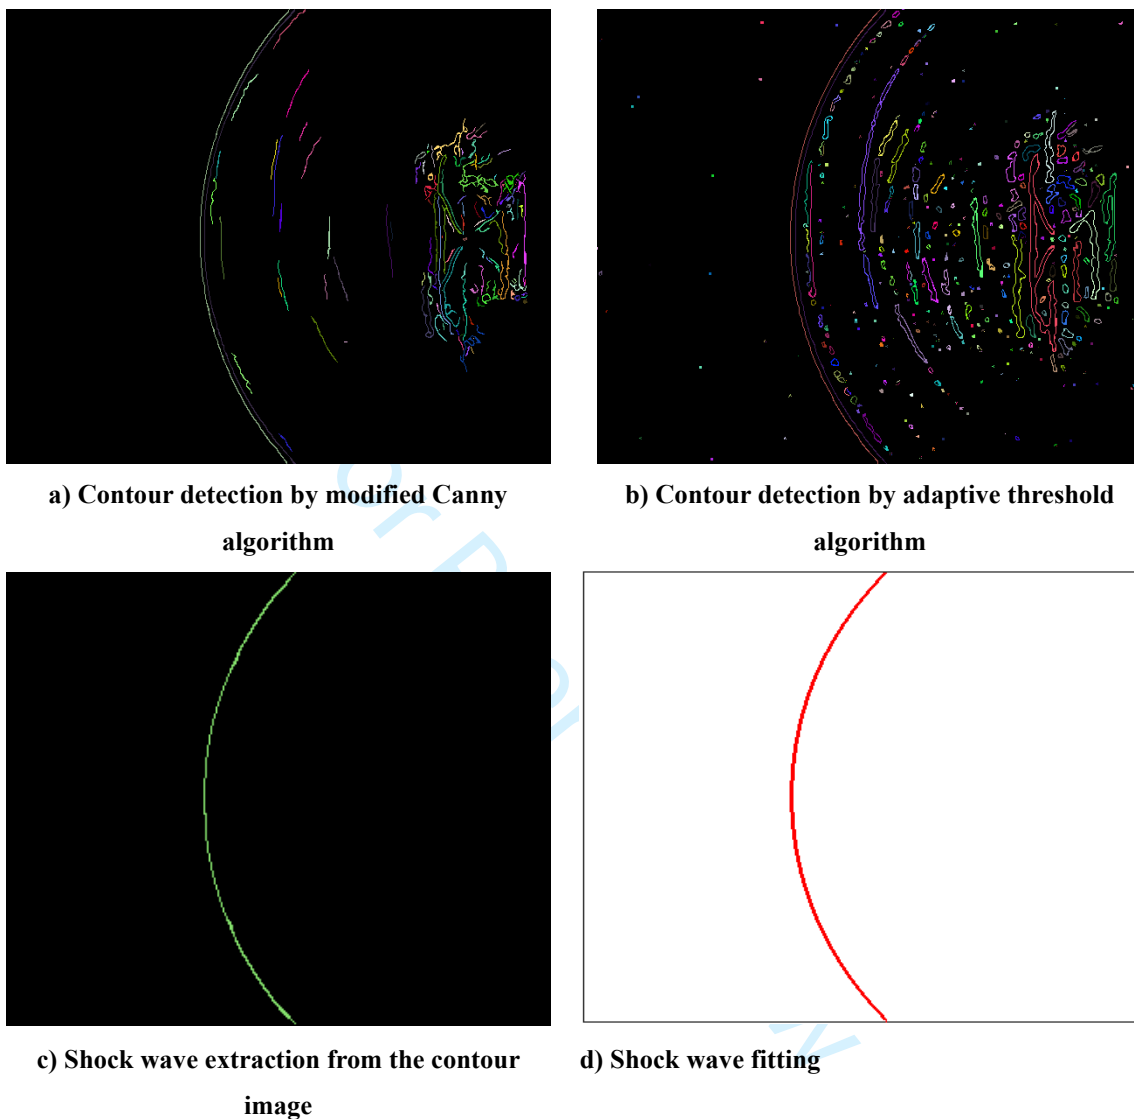 a) Contour detection by modified Canny
algorithm
b) Contour detection by adaptive threshold
algorithm
c) Shock wave extraction from the contour
image
d) Shock wave fitting